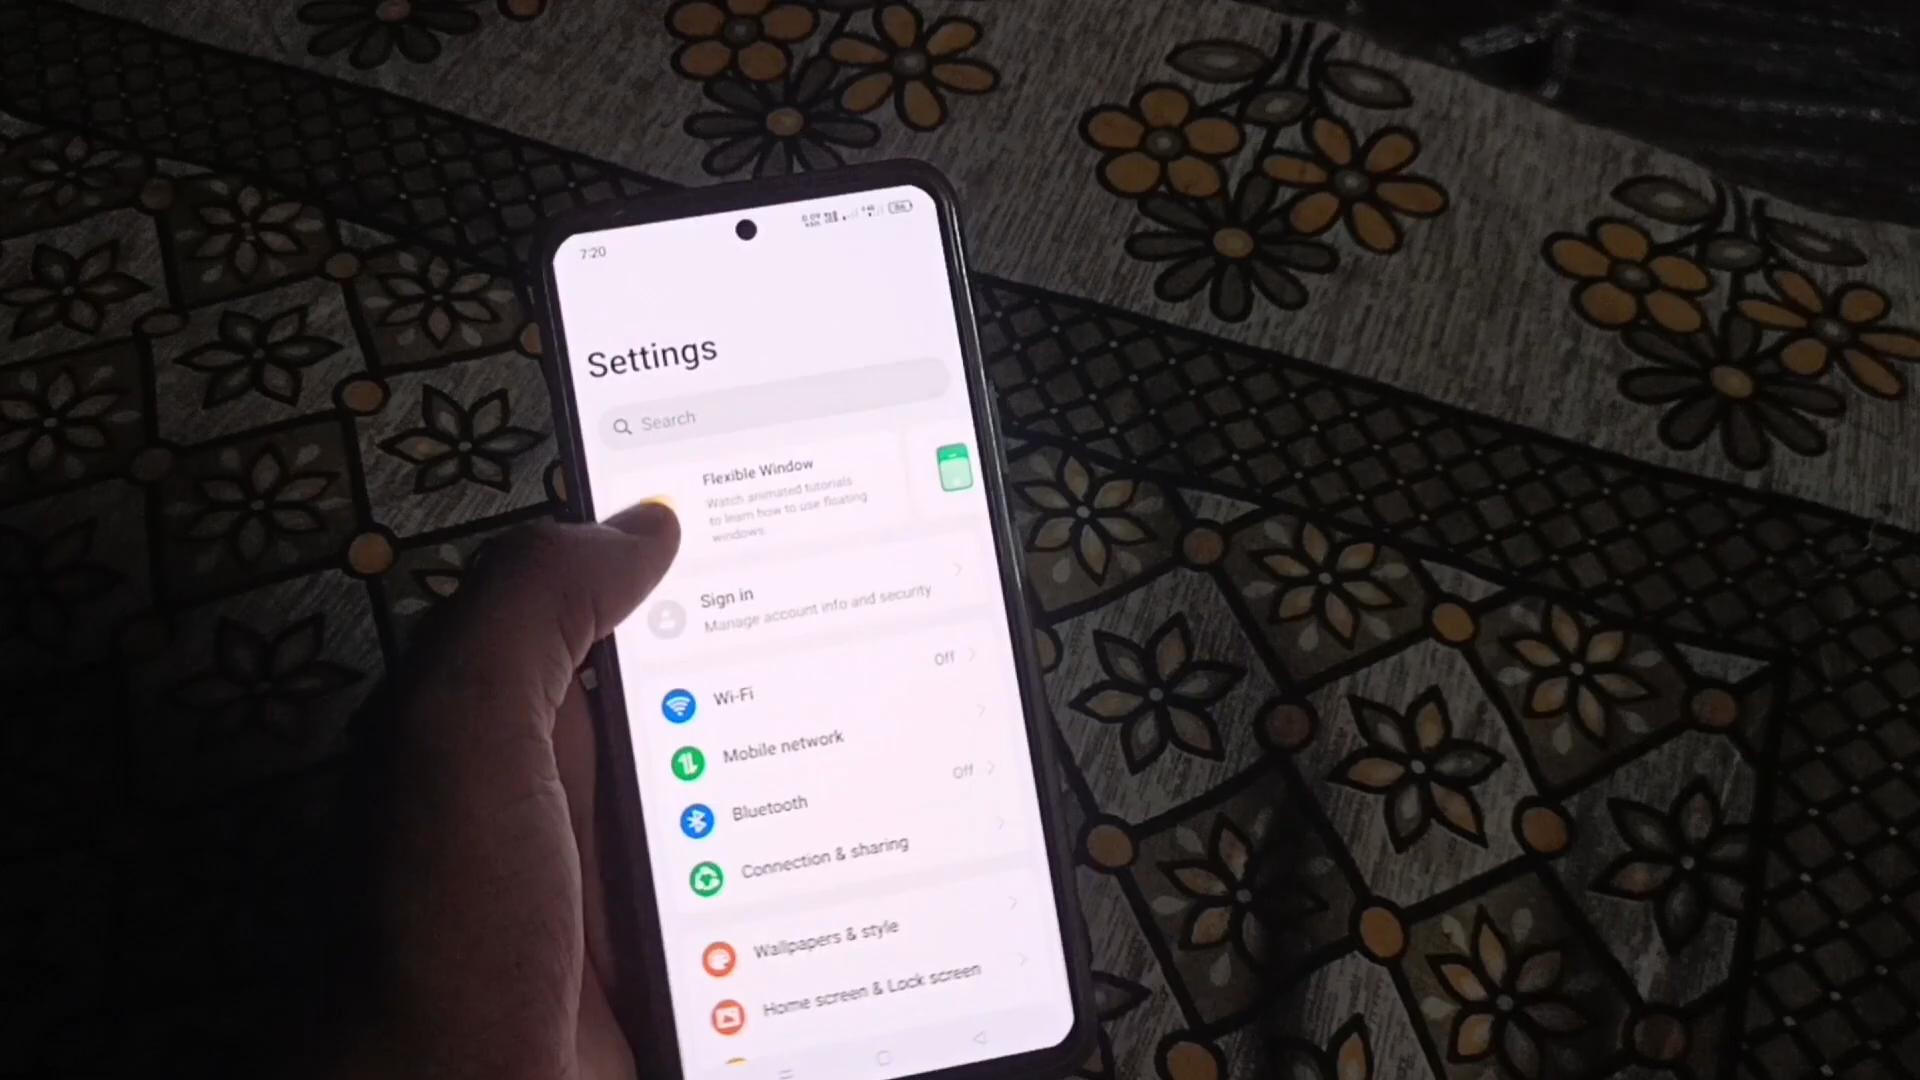 7:20
Settings
Search
Flexible Window
Watch animated tutorials
to learn how to use floating
windows.
Sign in
Manage account info and security
Wi-Fi
Off
Mobile network
Bluetooth
Off
Connection & sharing
Wallpapers & style
Home screen & Lock screen